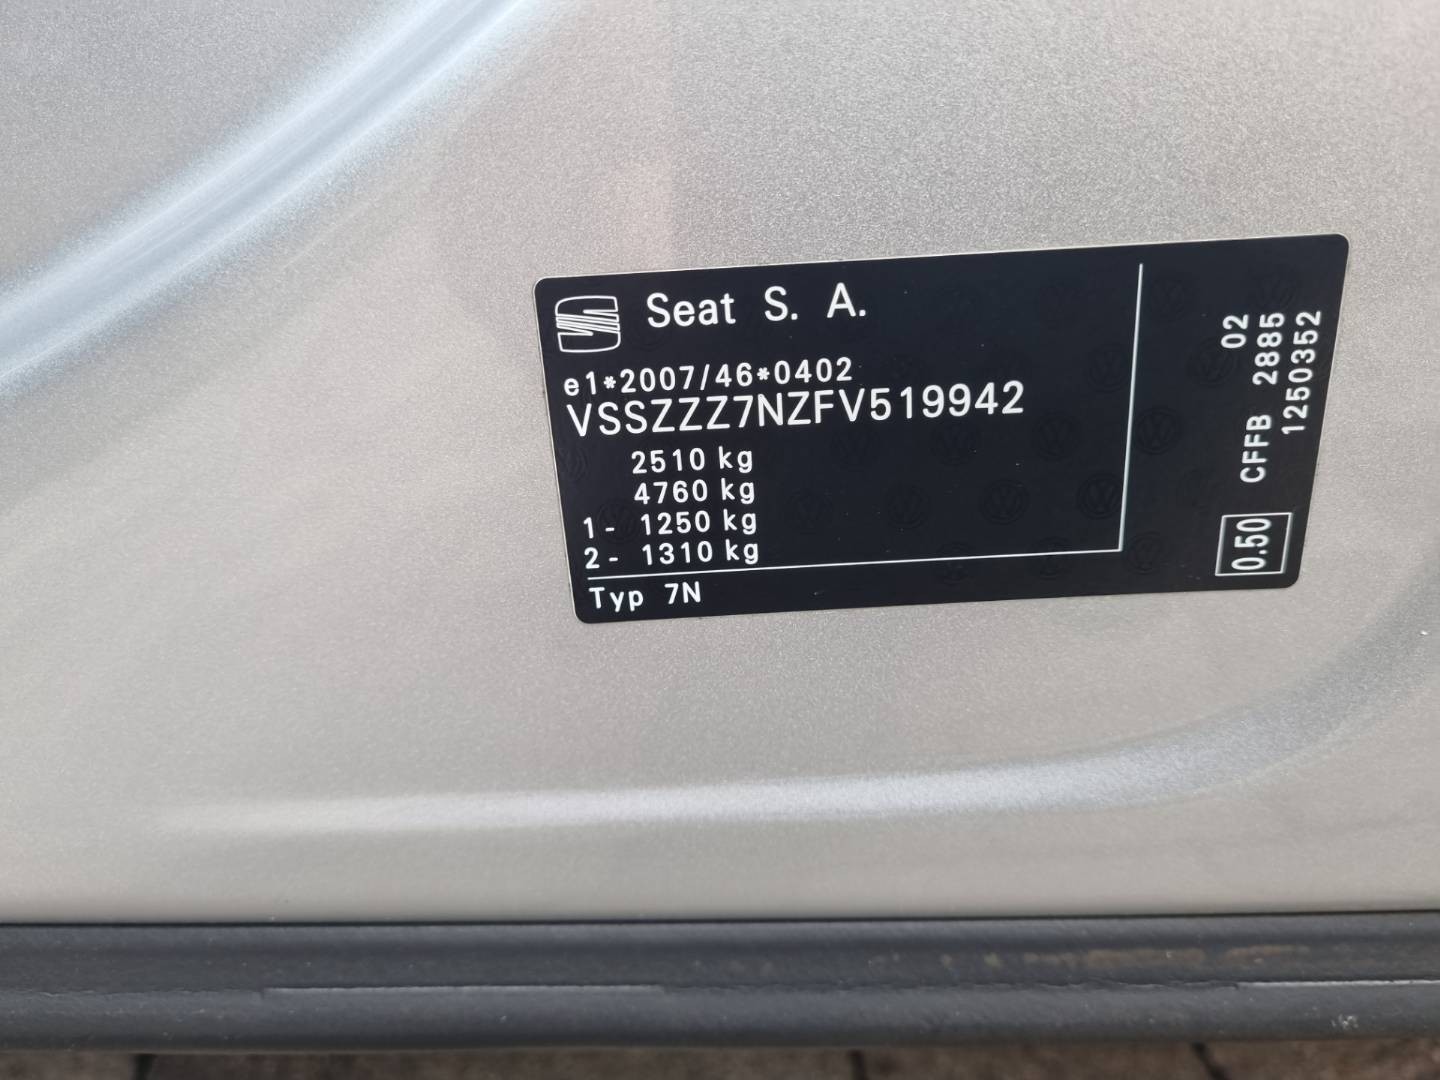 Seat S. A.
e1*2007/46*0402
VSSZZZ7NZFV519942
2510 kg
4760 kg
1- 1250 kg
2- 1310 kg
Typ 7N
02
CFFB 2885
1250352
0.50